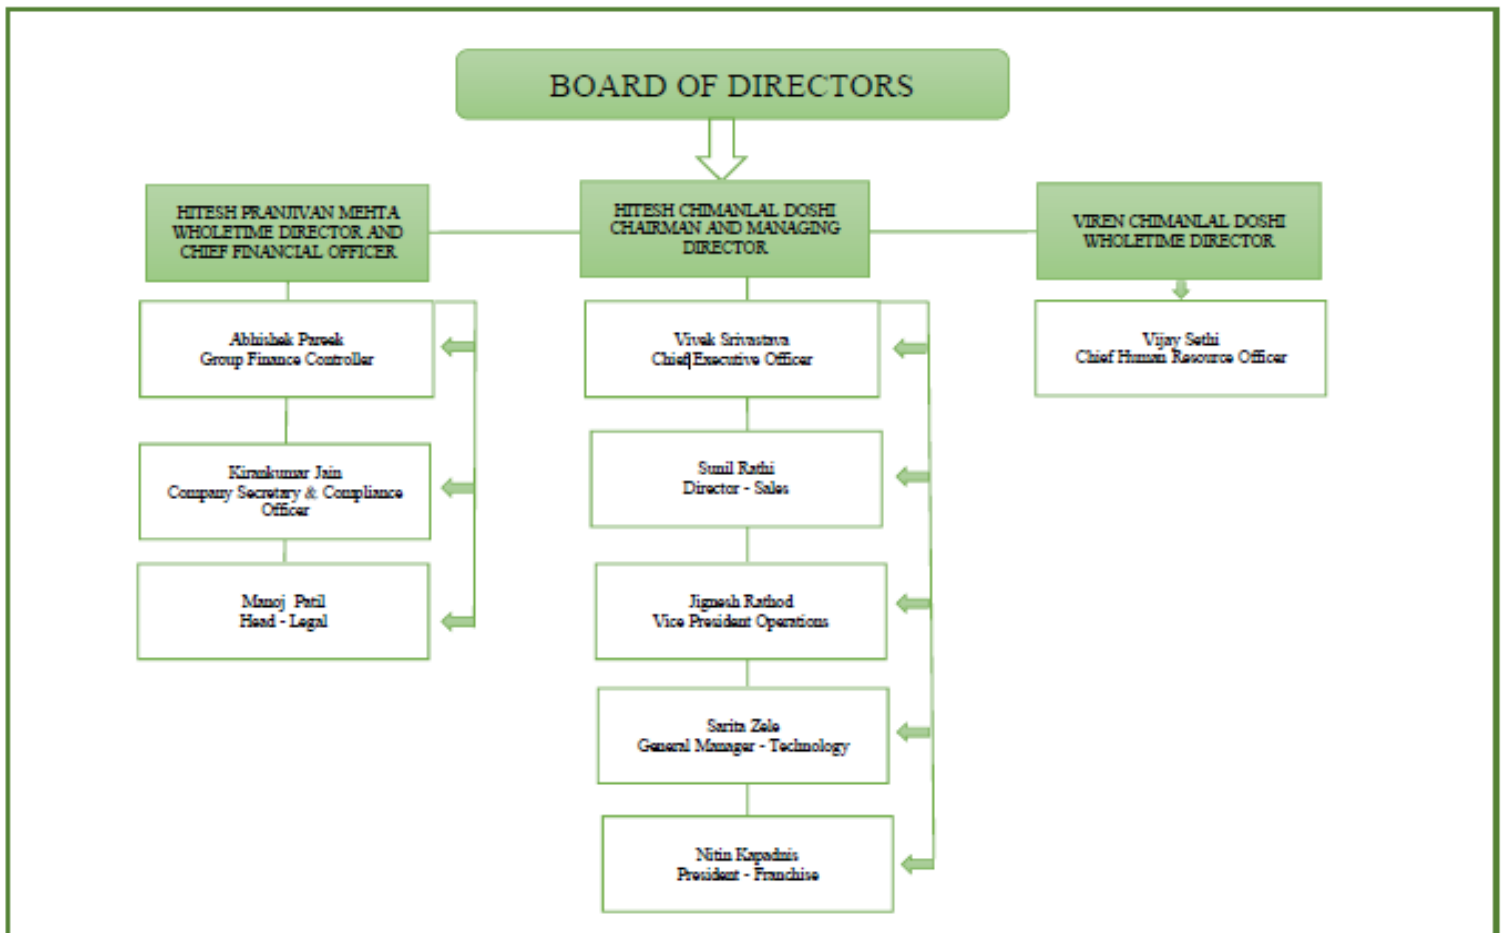 BOARD OF DIRECTORS
HITESH PRANJIVAN MEHTA
WHOLETIME DIRECTOR AND
CHIEF FINANCIAL OFFICER
HITESH CHIMANLAL DOSHI
CHAIRMAN AND MANAGING
DIRECTOR
VIREN CHIMANLAL DOSHI
WHOLETIME DIRECTOR
Abhishek Pareek
Group Finance Controller
Vivek Srivastava
Chief Executive Officer
Vijay Sethi
Chief Human Resource Officer
Kirankumar Jain
Company Secretary & Compliance
Officer
Sunil Rathi
Director - Sales
Manoj Patil
Head - Legal
Jignesh Rathod
Vice President Operations
Sarita Zele
General Manager - Technology
Nitin Kapadnis
President - Franchise